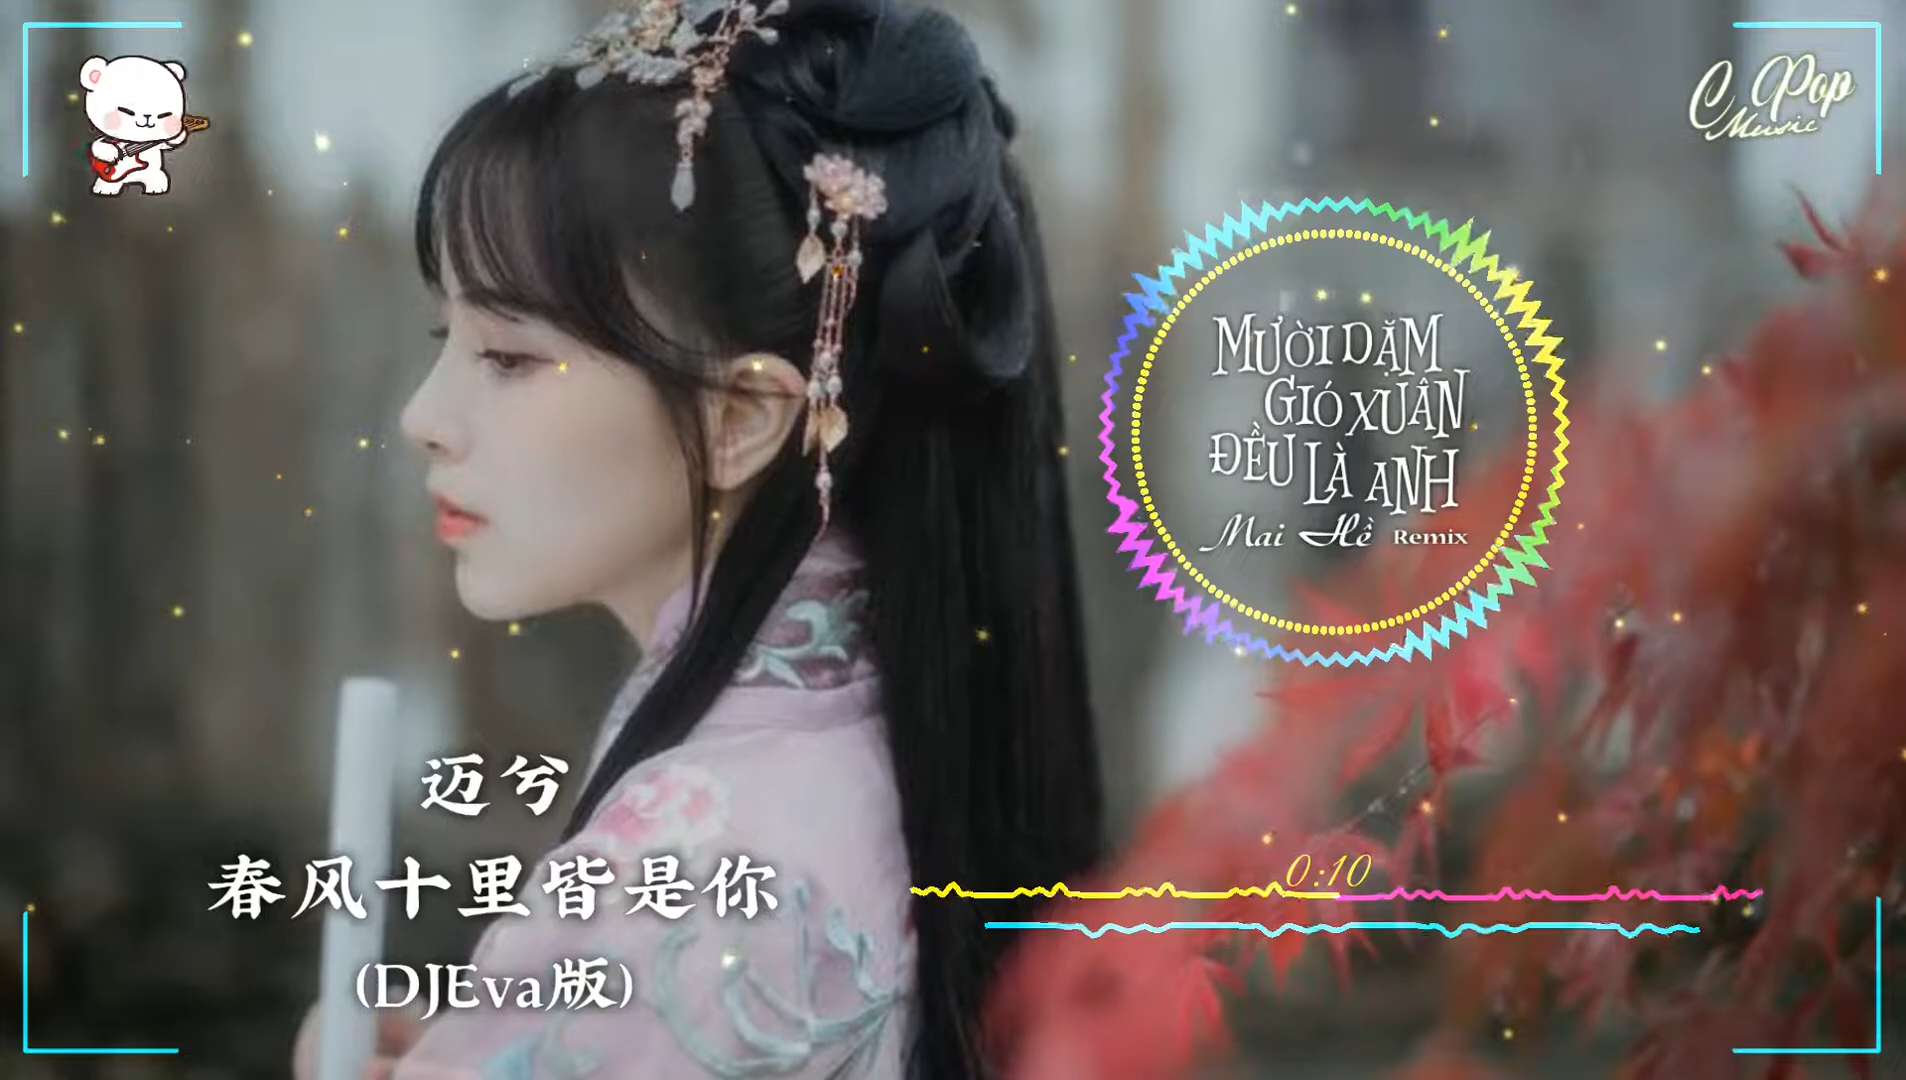 C Pop
Music
MƯỜI DẶM
GIÓ XUÂN
ĐỀU LÀ ANH
Mai Hề Remix
迈兮
春风十里皆是你
(DJEva版)
0:10